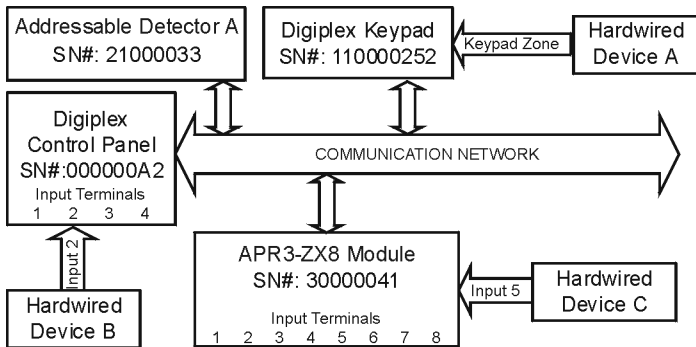 Addressable Detector A
SN#: 21000033
Digiplex Keypad
SN#: 110000252
Keypad Zone
Hardwired
Device A
Digiplex
Control Panel
SN#:000000A2
Input Terminals
1 2 3 4
COMMUNICATION NETWORK
Input 2
Hardwired
Device B
APR3-ZX8 Module
SN#: 30000041
Input Terminals
1 2 3 4 5 6 7 8
Input 5
Hardwired
Device C